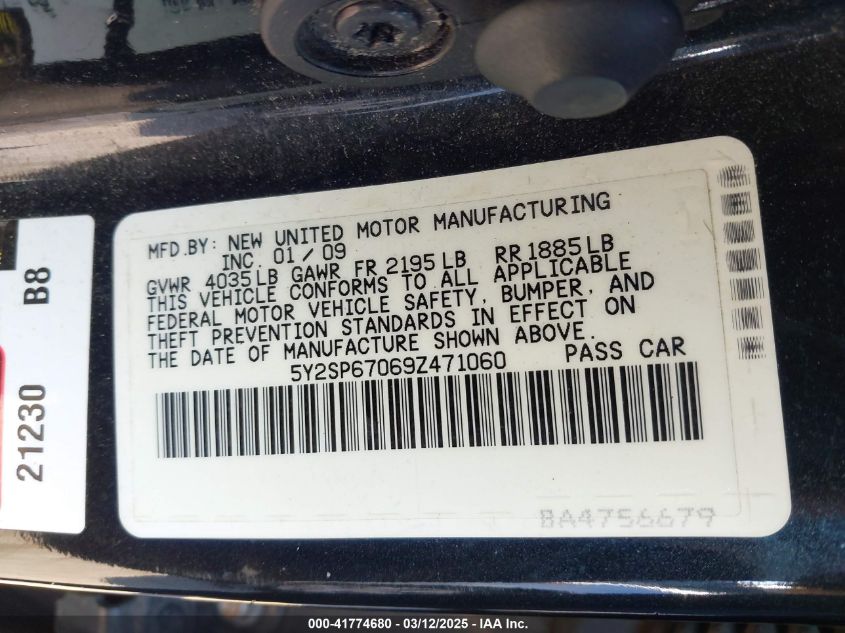 MFD.BY: NEW UNITED MOTOR MANUFACTURING
INC 01/09
GVWR 4035LB GAWR FR 2195LB RR 1885LB
THIS VEHICLE CONFORMS TO ALL APPLICABLE
FEDERAL MOTOR VEHICLE SAFETY, BUMPER, AND
THEFT PREVENTION STANDARDS IN EFFECT ON
THE DATE OF MANUFACTURE SHOWN ABOVE.
5Y2SP67069Z471060 PASS CAR
BA4756679
21230 B8
000-41774680 - 03/12/2025 - IAA Inc.